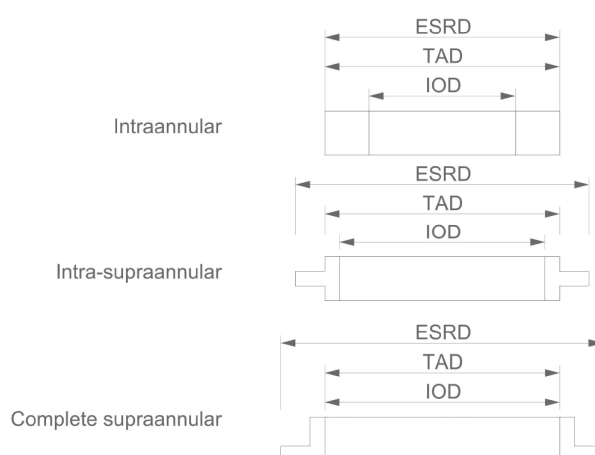 ESRD
TAD
IOD
Intraannular
ESRD
TAD
IOD
Intra-supraannular
ESRD
TAD
IOD
Complete supraannular